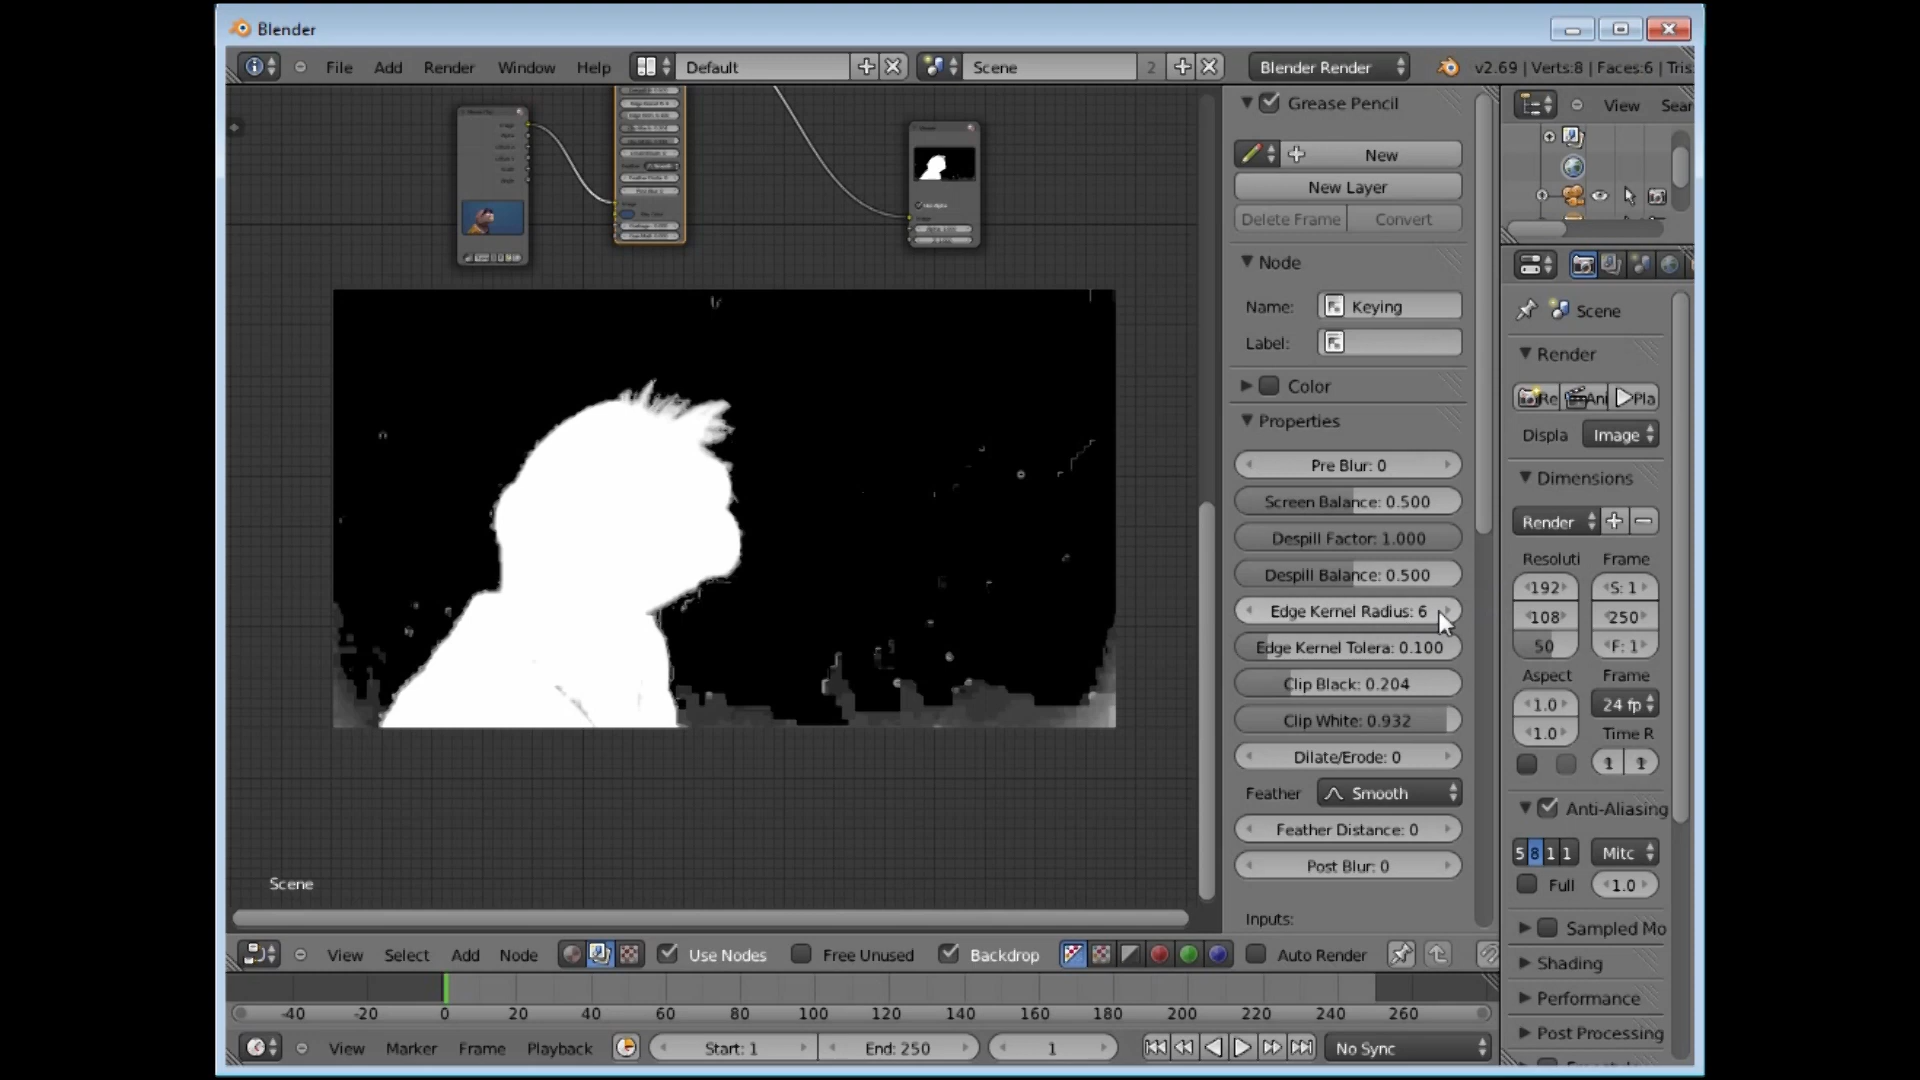 Blender
File Add Render Window Help Default Scene 2 Blender Render v2.69 | Verts:8 | Faces:6 | Tris:
Grease Pencil
New
New Layer
Delete Frame Convert
Node
Name: Keying
Label:
Color
Properties
Pre Blur: 0
Screen Balance: 0.500
Despill Factor: 1.000
Despill Balance: 0.500
Edge Kernel Radius: 6
Edge Kernel Tolera: 0.100
Clip Black: 0.204
Clip White: 0.932
Dilate/Erode: 0
Feather Smooth
Feather Distance: 0
Post Blur: 0
Inputs:
View Sear
Scene
Render
Re Ani Pla
Displa Image
Dimensions
Render
Resoluti Frame
192 S: 1
108 250
50 F: 1
Aspect Frame
1.0 24 fp
1.0 Time R
1 1
Anti-Aliasing
5 8 1 1 Mitc
Full 1.0
Sampled Mo
Shading
Performance
Post Processing
Scene
View Select Add Node Use Nodes Free Unused Backdrop Auto Render
-40 -20 0 20 40 60 80 100 120 140 160 180 200 220 240 260
View Marker Frame Playback Start: 1 End: 250 1 No Sync